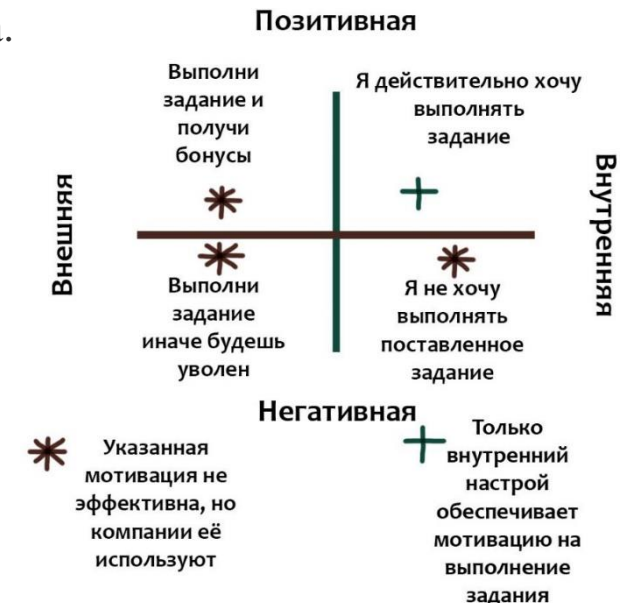 Позитивная
Выполни
задание и
получи
бонусы
Я действительно хочу
выполнять
задание
Внешняя
Внутренняя
Выполни
задание
иначе будешь
уволен
Я не хочу
выполнять
поставленное
задание
Негативная
Указанная
мотивация не
эффективна, но
компании её
используют
Только
внутренний
настрой
обеспечивает
мотивацию на
выполнение
задания